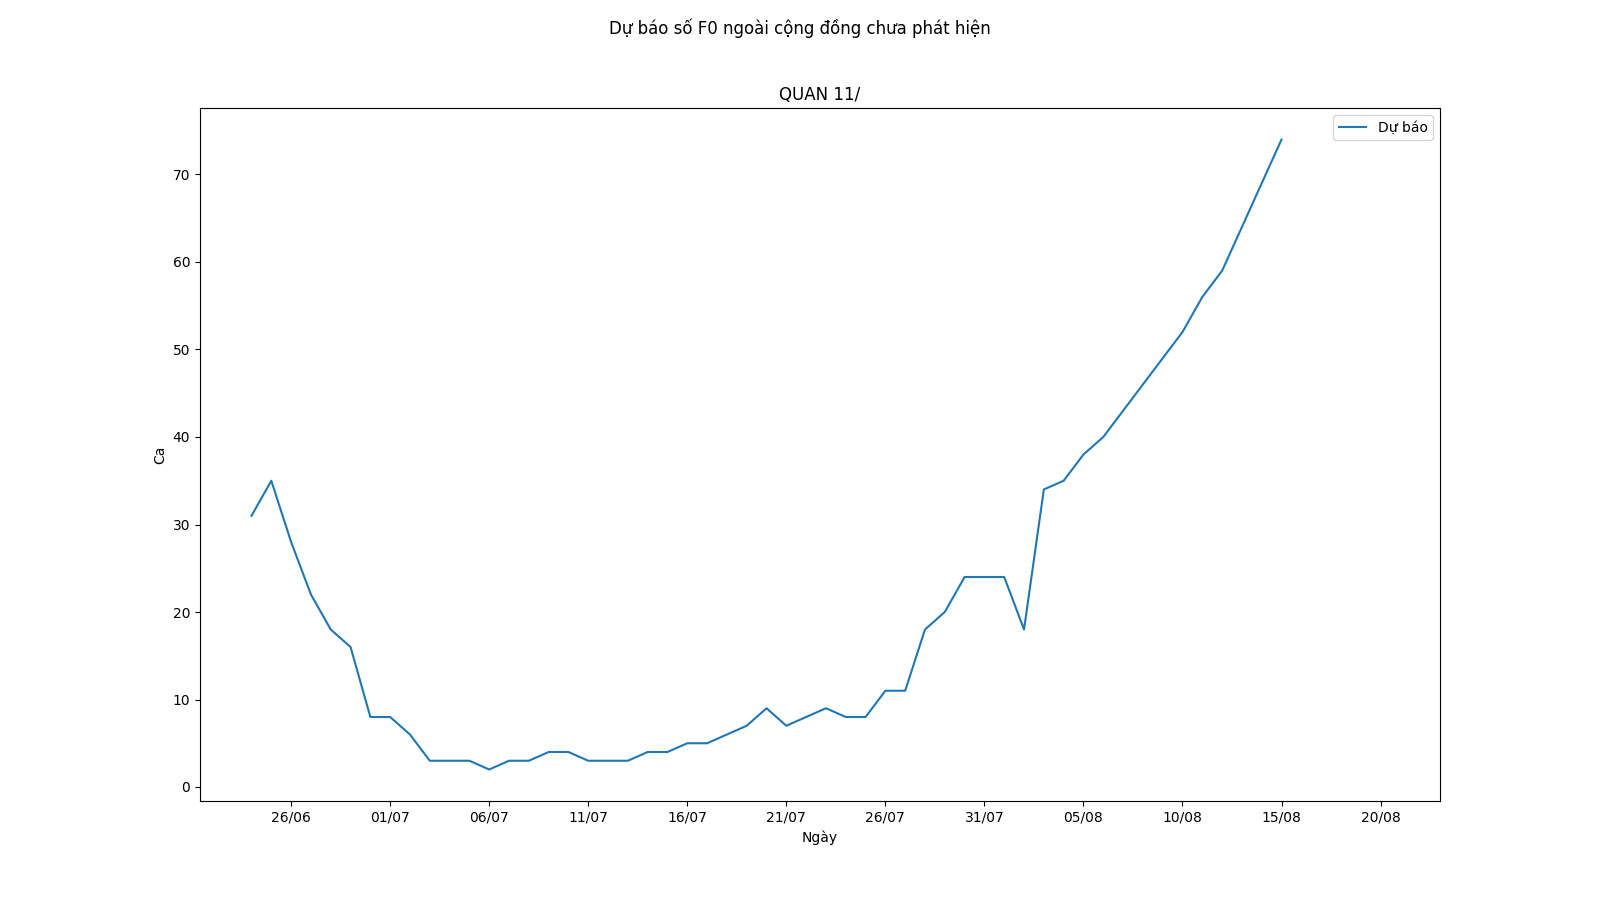 Dự báo số F0 ngoài cộng đồng chưa phát hiện
QUAN 11/
Dự báo
70
60
50
40
30
20
10
0
Ca
26/06 01/07 06/07 11/07 16/07 21/07 26/07 31/07 05/08 10/08 15/08 20/08
Ngày